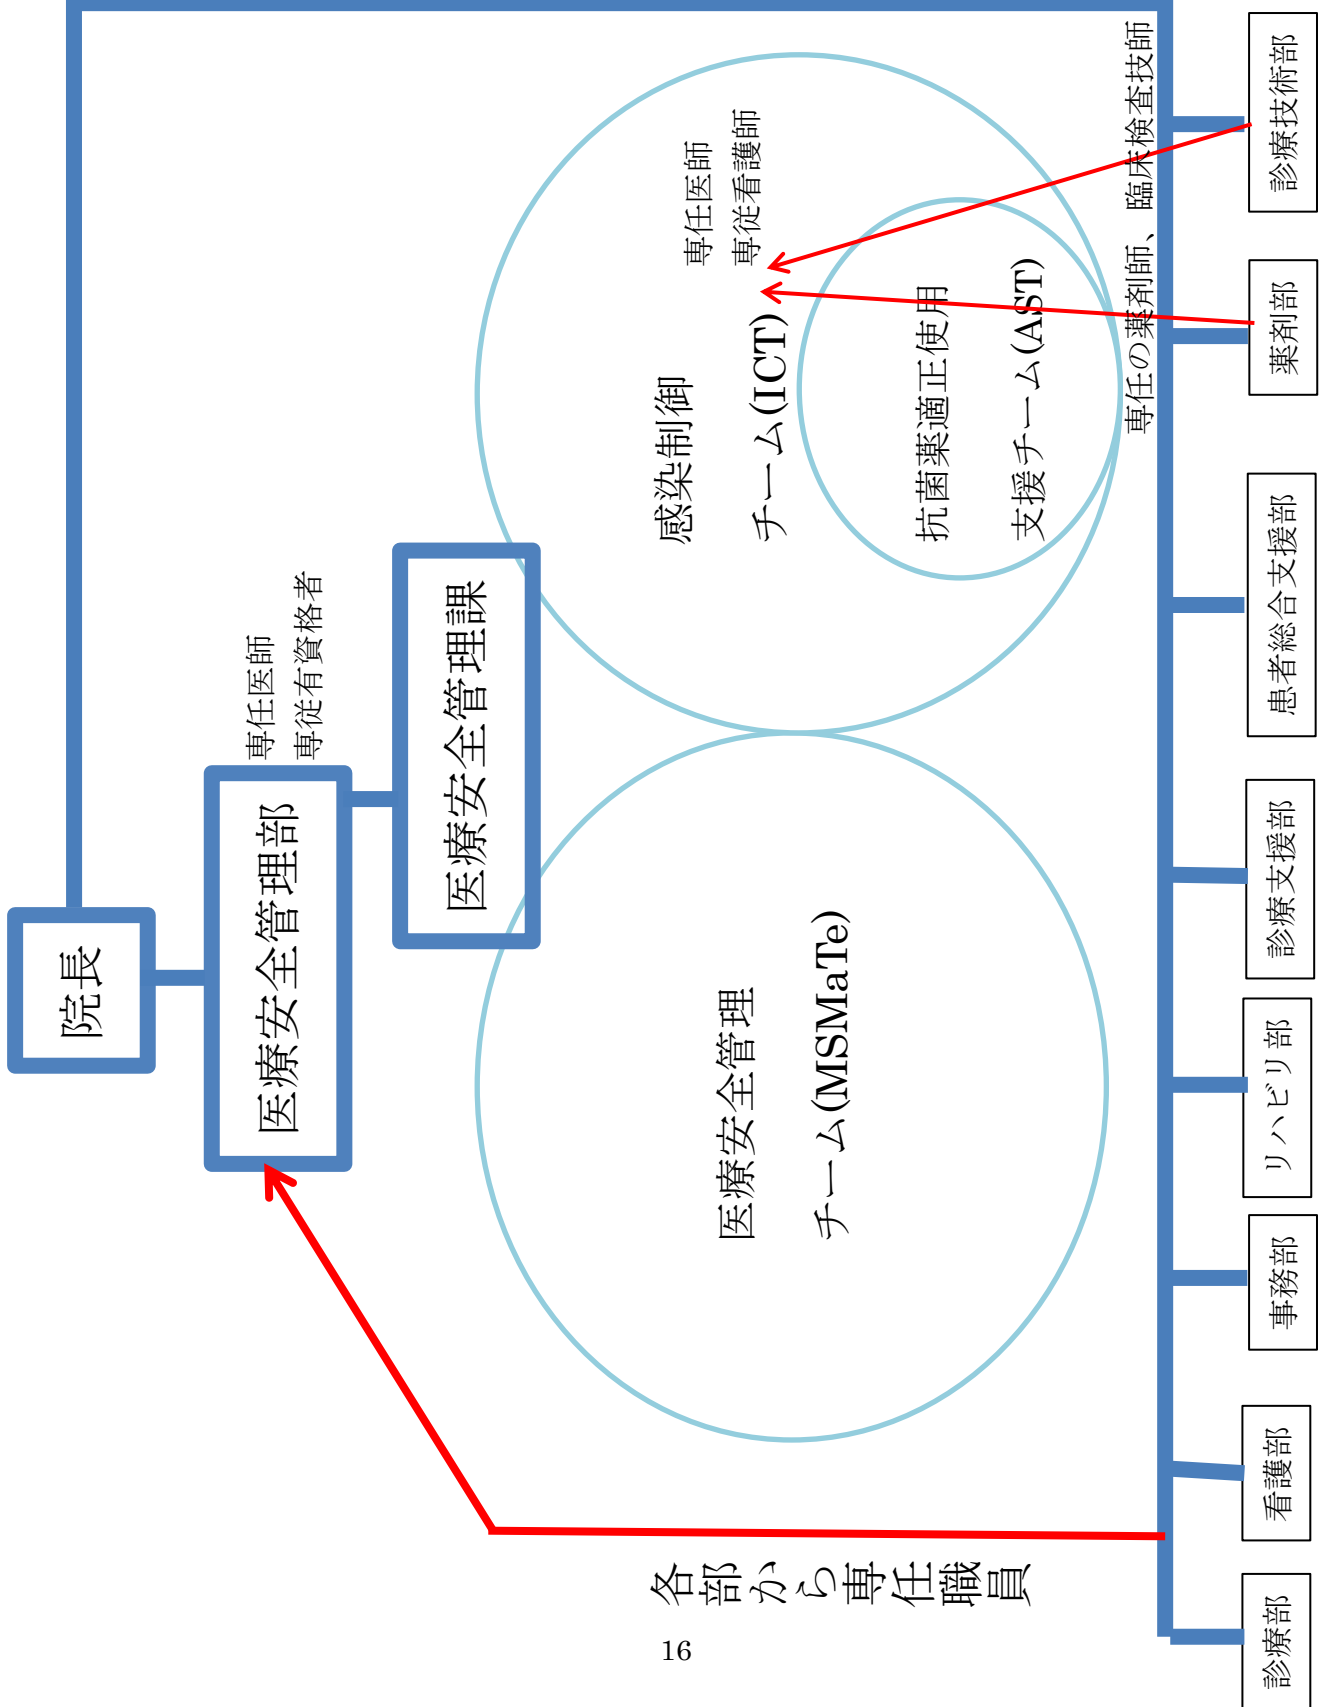 院長
医療安全管理部
専任医師
専従有資格者
医療安全管理課
医療安全管理
チーム(MSMaTe)
感染制御
チーム(ICT)
専任医師
専従看護師
抗菌薬適正使用
支援チーム(AST)
専任の薬剤師、臨床検査技師
各部から専任職員
診療部
看護部
事務部
リハビリ部
診療支援部
患者総合支援部
薬剤部
診療技術部
16